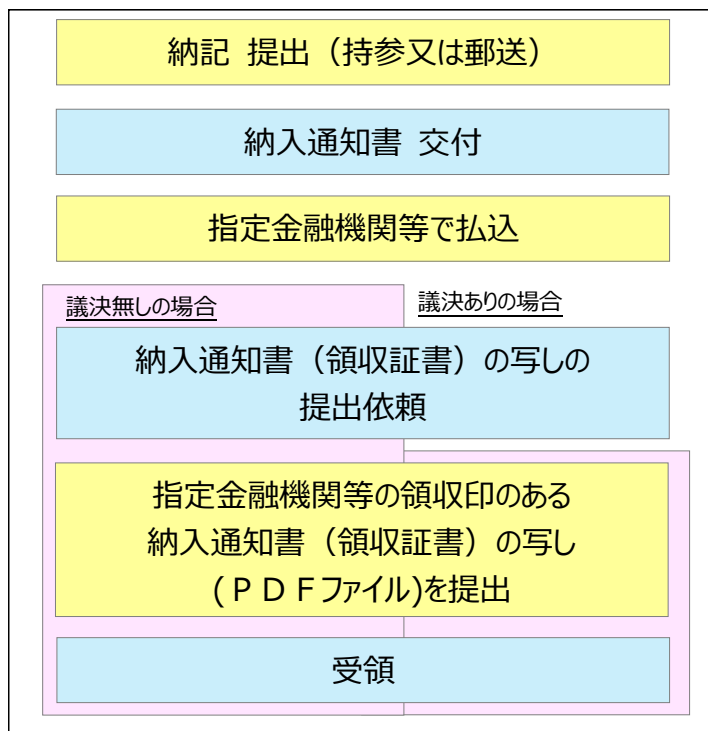 納記 提出（持参又は郵送）
納入通知書 交付
指定金融機関等で払込
議決無しの場合
議決ありの場合
納入通知書（領収証書）の写しの
提出依頼
指定金融機関等の領収印のある
納入通知書（領収証書）の写し
(ＰＤＦファイル)を提出
受領